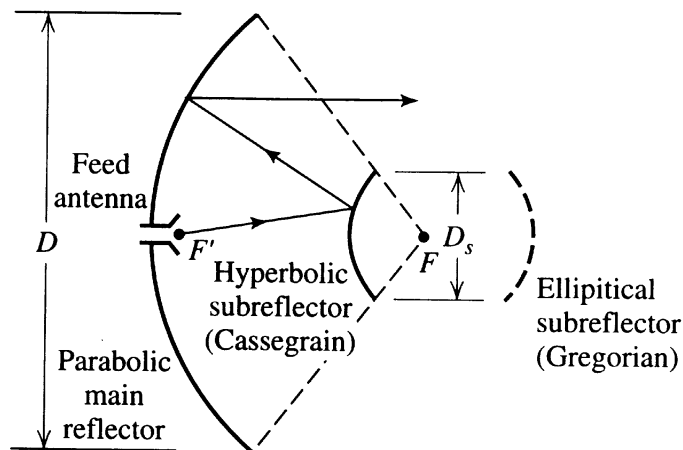 Feed
antenna
D
F'
Hyperbolic
subreflector
(Cassegrain)
F
D_s
Ellipitical
subreflector
(Gregorian)
Parabolic
main
reflector